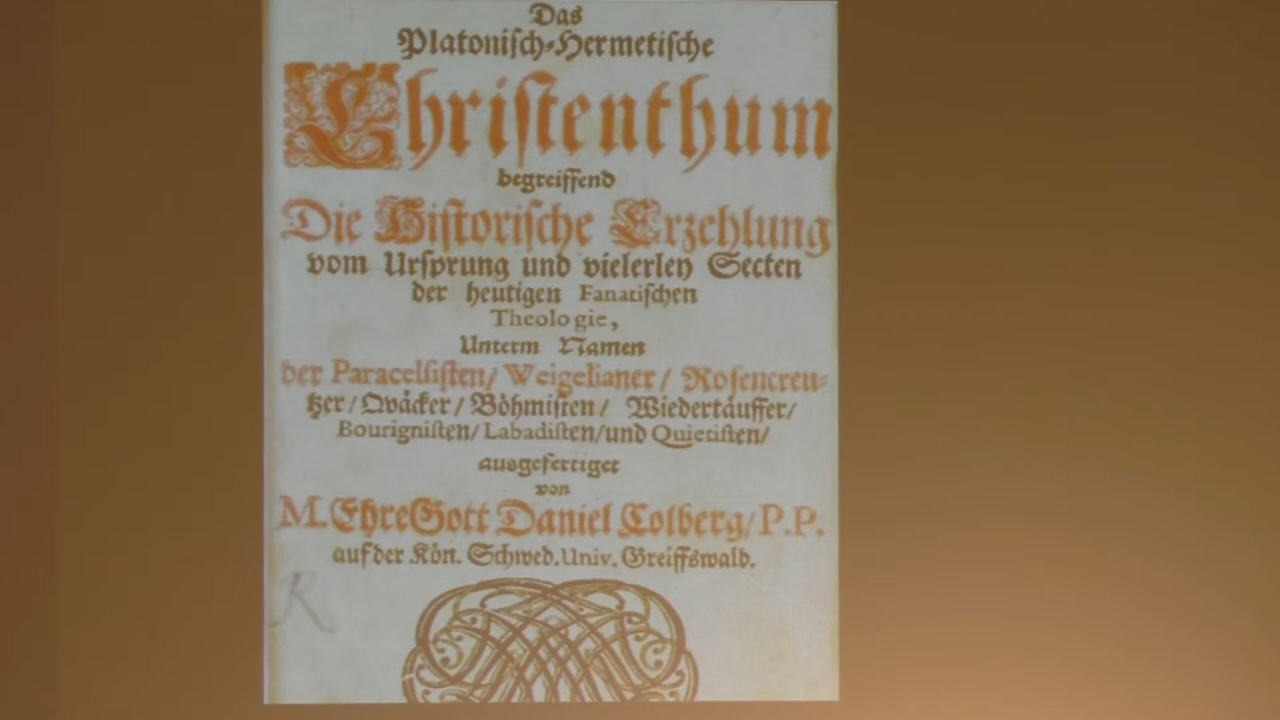 Das
Platonisch-Hermetische
Christenthum
begreiffend
Die Historische Erzehlung
vom Ursprung und vielerley Secten
der heutigen Fanatischen
Theologie,
Unterm Namen
der Paracelsisten/ Weigelianer/ Rosencreu-
tzer/ Qväcker/ Böhmisten/ Wiedertäuffer/
Bourignisten/ Labadisten/ und Quietisten/
ausgefertiget
von
M. EhreGott Daniel Colberg/ P.P.
auf der Kön. Schwed. Univ. Greiffswald.
R